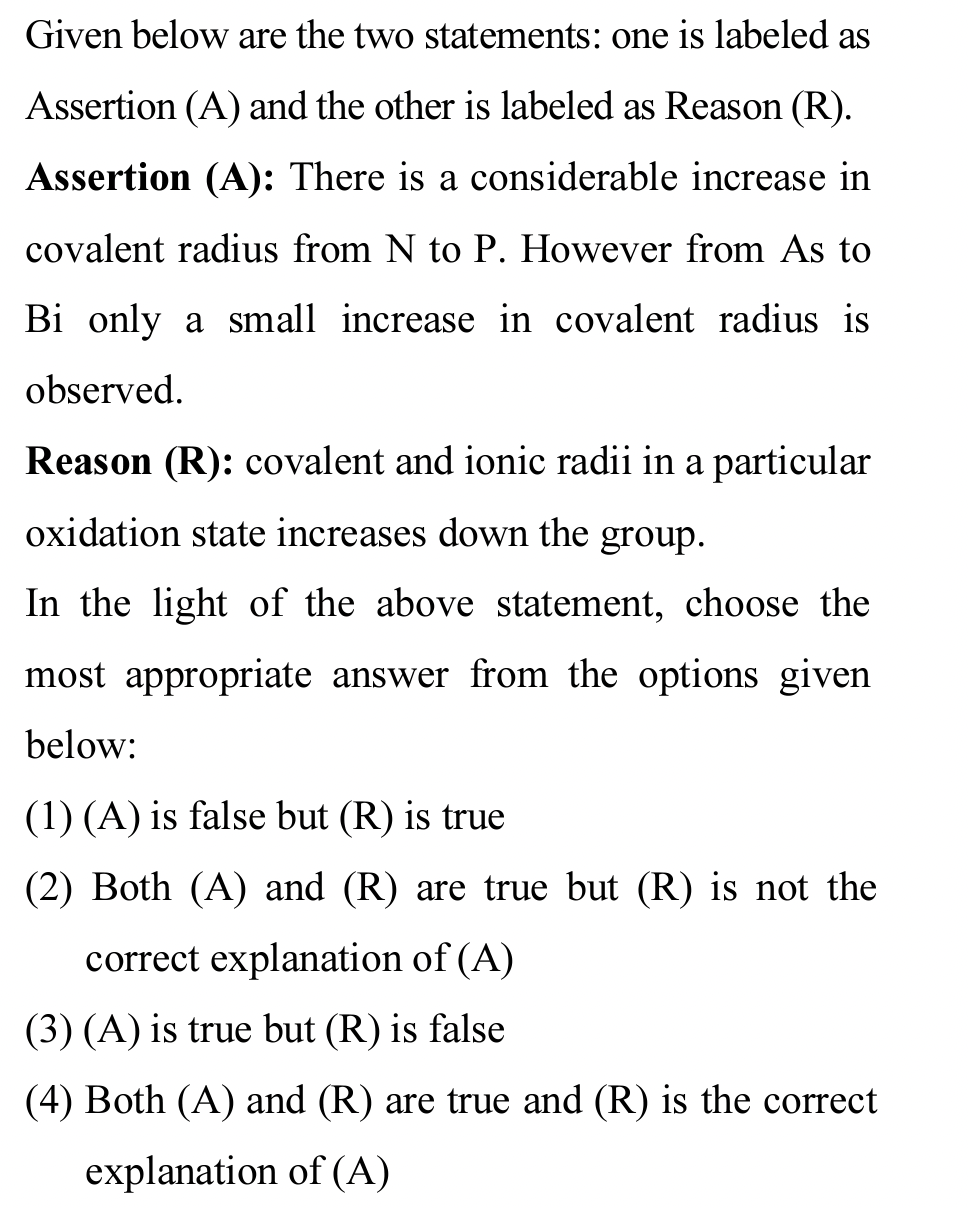 Given below are the two statements: one is labeled as
Assertion (A) and the other is labeled as Reason (R).
Assertion (A): There is a considerable increase in
covalent radius from N to P. However from As to
Bi only a small increase in covalent radius is
observed.
Reason (R): covalent and ionic radii in a particular
oxidation state increases down the group.
In the light of the above statement, choose the
most appropriate answer from the options given
below:
(1) (A) is false but (R) is true
(2) Both (A) and (R) are true but (R) is not the
correct explanation of (A)
(3) (A) is true but (R) is false
(4) Both (A) and (R) are true and (R) is the correct
explanation of (A)